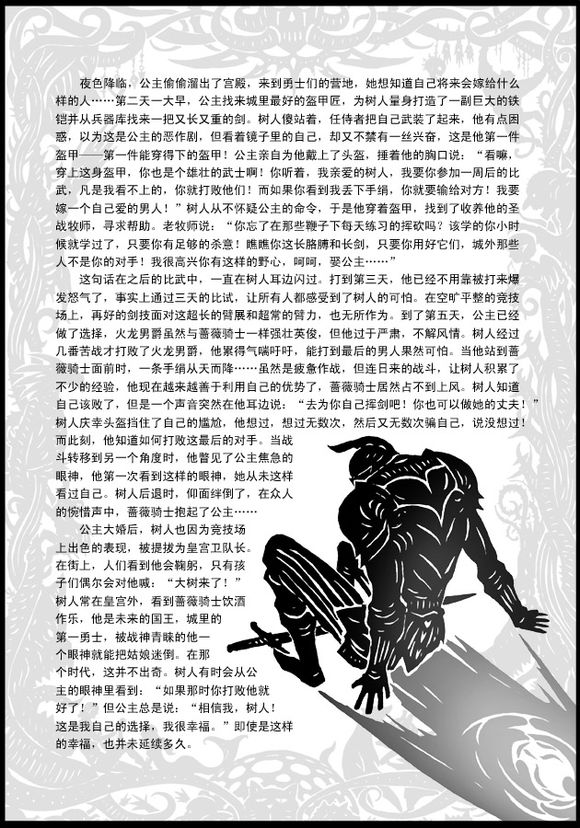 夜色降临，公主偷偷溜出了宫殿，来到勇士们的营地，她想知道自己将来会嫁给什么
样的人……第二天一大早，公主找来城里最好的盔甲匠，为树人量身打造了一副巨大的铁
铠并从兵器库找来一把又长又重的剑。树人傻站着，任侍者把自己武装了起来，他有点困
惑，以为这是公主的恶作剧，但看着镜子里的自己，却又不禁有一丝兴奋，这是他第一件
盔甲——第一件能穿得下的盔甲！公主亲自为他戴上了头盔，捶着他的胸口说：“看嘛，
穿上这身盔甲，你也是个雄壮的武士啊！你听着，我亲爱的树人，我要你参加一周后的比
武，凡是我看不上的，你就打败他们！而如果你看到我丢下手绢，你就要输给对方！我要
嫁一个自己爱的男人！”树人从不怀疑公主的命令，于是他穿着盔甲，找到了收养他的圣
战牧师，寻求帮助。老牧师说：“你忘了在那些鞭子下每天练习的挥砍吗？该学的你小时
候就学过了，只要你有足够的杀意！瞧瞧你这长胳膊和长剑，只要用好它们，城外那些
人不是你的对手！我很高兴你有这样的野心，呵呵，娶公主……”
这句话在之后的比武中，一直在树人耳边闪过。打到第三天，他已经不用靠被打来爆
发怒气了，事实上通过三天的比试，让所有人都感受到了树人的可怕。在空旷平整的竞技
场上，再好的剑技面对这超长的臂展和超常的臂力，也无所作为。到了第五天，公主已经
做了选择，火龙男爵虽然与蔷薇骑士一样强壮英俊，但他过于严肃，不解风情。树人经过
几番苦战才打败了火龙男爵，他累得气喘吁吁，能打到最后的男人果然可怕。当他站到蔷
薇骑士面前时，一条手绢从天而降……虽然是疲惫作战，但连日来的战斗，让树人积累了
不少的经验，他现在越来越善于利用自己的优势了，蔷薇骑士居然占不到上风。树人知道
自己该败了，但是一个声音突然在他耳边说：“去为你自己挥剑吧！你也可以做她的丈夫！”
树人庆幸头盔挡住了自己的尴尬，他想过，想过无数次，然后又无数次骗自己，说没想过！
而此刻，他知道如何打败这最后的对手。当战
斗转移到另一个角度时，他瞥见了公主焦急的
眼神，他第一次看到这样的眼神，她从未这样
看过自己。树人后退时，仰面绊倒了，在众人
的惋惜声中，蔷薇骑士抱起了公主……
公主大婚后，树人也因为竞技场
上出色的表现，被提拔为皇宫卫队长。
在街上，人们看到他会鞠躬，只有孩
子们偶尔会对他喊：“大树来了！”
树人常在皇宫外，看到蔷薇骑士饮酒
作乐，他是未来的国王，城里的
第一勇士，被战神青睐的他一
个眼神就能把姑娘迷倒。在那
个时代，这并不出奇。树人有时会从公
主的眼神里看到：“如果那时你打败他就
好了！”但公主总是说：“相信我，树人！
这是我自己的选择，我很幸福。”即使是这样
的幸福，也并未延续多久。